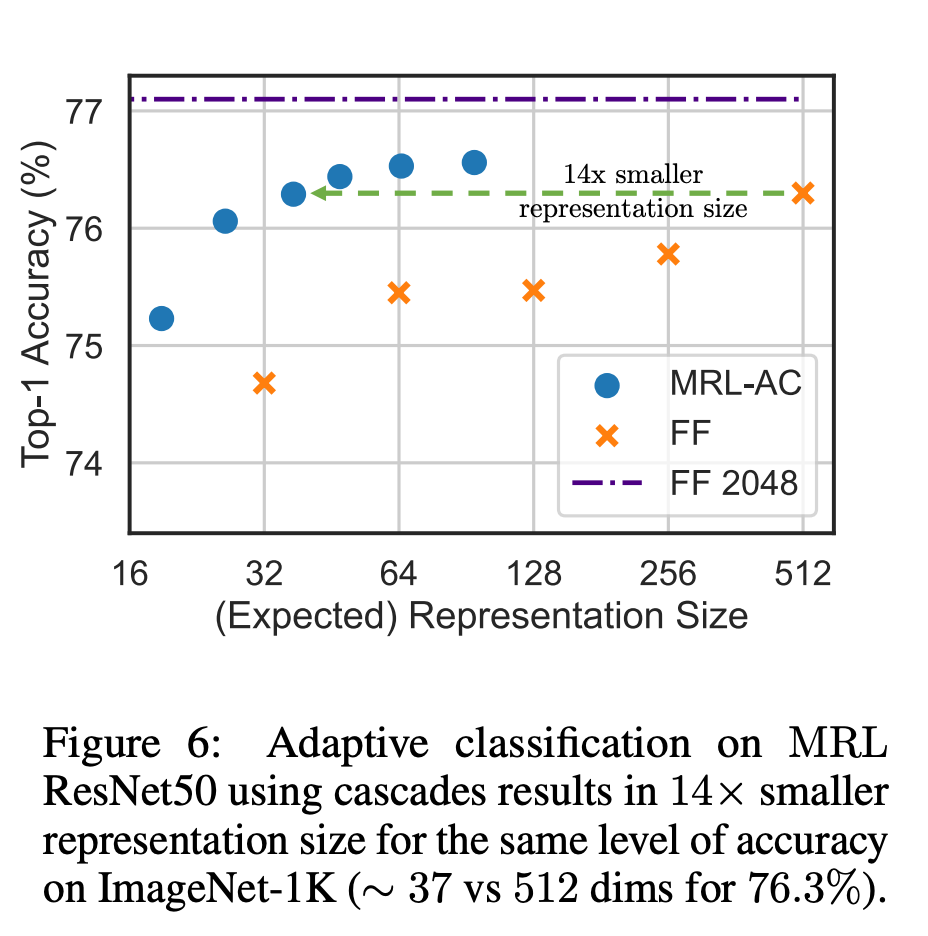 77
76
75
74
Top-1 Accuracy (%)
14x smaller
representation size
MRL-AC
FF
FF 2048
16 32 64 128 256 512
(Expected) Representation Size
Figure 6: Adaptive classification on MRL
ResNet50 using cascades results in 14× smaller
representation size for the same level of accuracy
on ImageNet-1K (∼ 37 vs 512 dims for 76.3%).